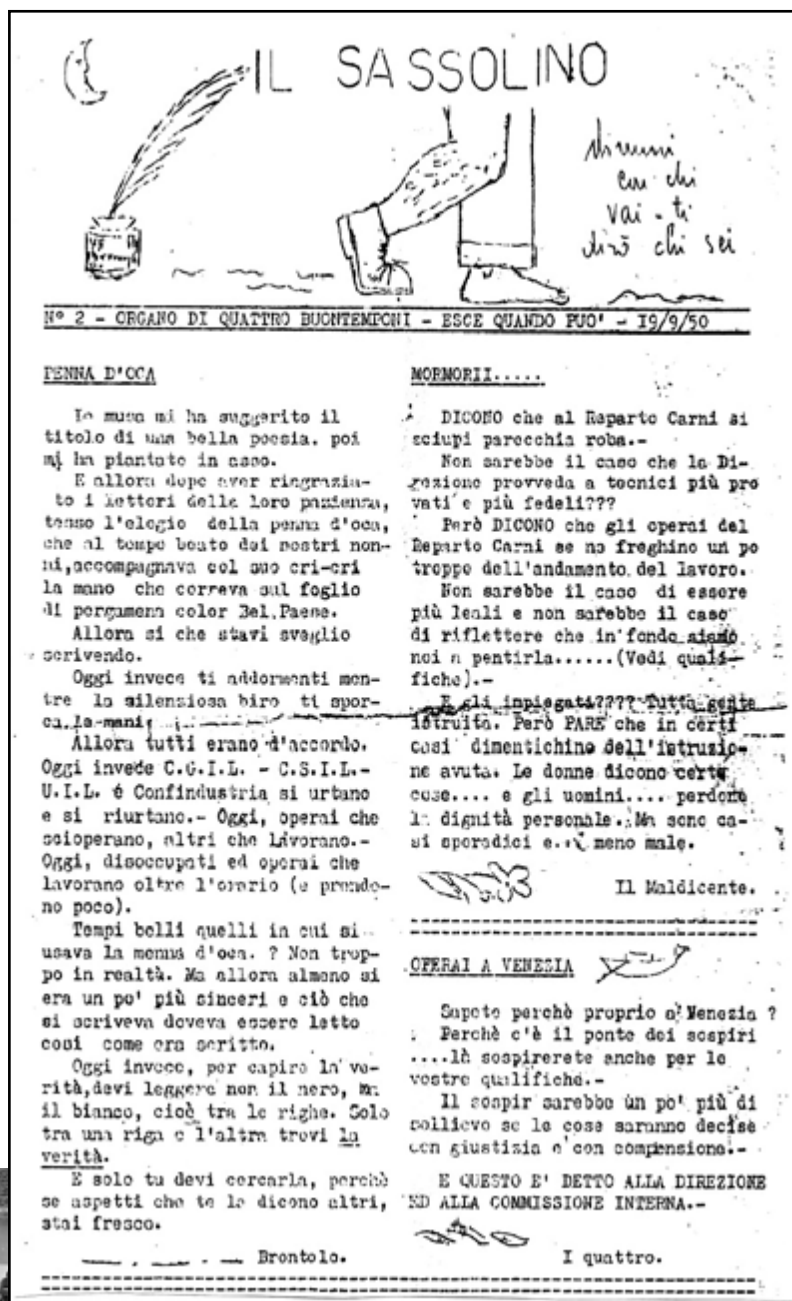 IL SASSOLINO
dimmi
con chi
vai - ti
dirò chi sei
N° 2 - ORGANO DI QUATTRO BUONTEMPONI - ESCE QUANDO PUO' - I9/9/50
PENNA D'OCA
La musa mi ha suggerito il
titolo di una bella poesia. poi
mi ha piantato in asso.
E allora dopo aver ringrazia-
to i lettori della loro pazienza,
tesso l'elogio della penna d'oca,
che al tempo beato dei nostri non-
ni,accompagnava col suo cri-cri
la mano che correva sul foglio
di pergamena color Bel.Paese.
Allora si che stavi sveglio
scrivendo.
Oggi invece ti addormenti men-
tre la silenziosa biro ti spor-
ca le mani
Allora tutti erano d'accordo.
Oggi invede C.G.I.L. - C.S.I.L.-
U.I.L. é Confindustria si urtano
e si riurtano.- Oggi, operai che
scioperano, altri che Lavorano.-
Oggi, disoccupati ed operai che
lavorano oltre l'orario (e prendo-
no poco).
Tempi belli quelli in cui si
usava la menna d'oca. ? Non trop-
po in realtà. Ma allora almeno si
era un po' più sinceri e ciò che
si scriveva doveva essere letto
così come era scritto.
Oggi invece, per capire la ve-
rità,devi leggere non il nero, ma
il bianco, cioè tra le righe. Solo
tra una riga e l'altra trovi la
verità.
E solo tu devi cercarla, perchè
se aspetti che te la dicono altri,
stai fresco.
Brontolo.
MORMORII.....
DICONO che al Reparto Carni si
sciupi parecchia roba.-
Non sarebbe il caso che la Di-
rezione provveda a tecnici più pro
vati e più fedeli???
Però DICONO che gli operai del
Reparto Carni se ne freghino un po
troppo dell'andamento del lavoro.
Non sarebbe il caso di essere
più leali e non sarebbe il caso
di riflettere che in fondo siamo
noi a pentirla......(Vedi quali-
fiche).-
E gli inpiegati???? Tutta gente
istruita. Però PARE che in certi
casi dimentichino dell'istruzio-
ne avuta. Le donne dicono certe
cose.... e gli uomini.... perdono
la dignità personale. Ma sono ca-
si sporadici e... meno male.
Il Maldicente.
OPERAI A VENEZIA
Sapete perchè proprio a Venezia ?
Perchè c'è il ponte dei sospiri
....là sospirerete anche per le
vostre qualifiche.-
Il sospir sarebbe un po' più di
sollievo se le cose saranno decise
con giustizia e con compensione.-
E QUESTO E' DETTO ALLA DIREZIONE
ED ALLA COMMISSIONE INTERNA.-
I quattro.